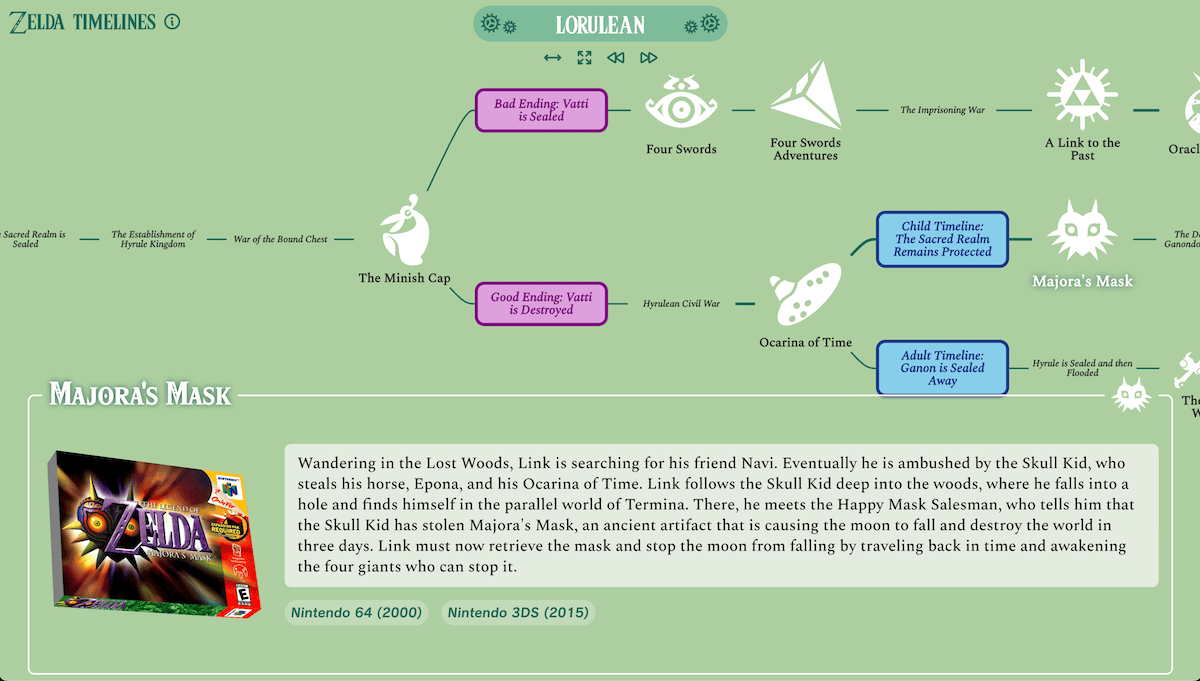 ZELDA TIMELINES
LORULEAN
Bad Ending: Vatti
is Sealed
Four Swords
Four Swords
Adventures
The Imprisoning War
A Link to the
Past
Orac
Sacred Realm is
Sealed
The Establishment of
Hyrule Kingdom
War of the Bound Chest
The Minish Cap
Good Ending: Vatti
is Destroyed
Hyrulean Civil War
Ocarina of Time
Child Timeline:
The Sacred Realm
Remains Protected
Majora's Mask
The D
Ganondo
Adult Timeline:
Ganon is Sealed
Away
Hyrule is Sealed and then
Flooded
The
W
MAJORA'S MASK
THE LEGEND OF
ZELDA
MAJORA'S MASK
NINTENDO 64
REQUIRED
E
ZELDA
Wandering in the Lost Woods, Link is searching for his friend Navi. Eventually he is ambushed by the Skull Kid, who
steals his horse, Epona, and his Ocarina of Time. Link follows the Skull Kid deep into the woods, where he falls into a
hole and finds himself in the parallel world of Termina. There, he meets the Happy Mask Salesman, who tells him that
the Skull Kid has stolen Majora's Mask, an ancient artifact that is causing the moon to fall and destroy the world in
three days. Link must now retrieve the mask and stop the moon from falling by traveling back in time and awakening
the four giants who can stop it.
Nintendo 64 (2000)
Nintendo 3DS (2015)